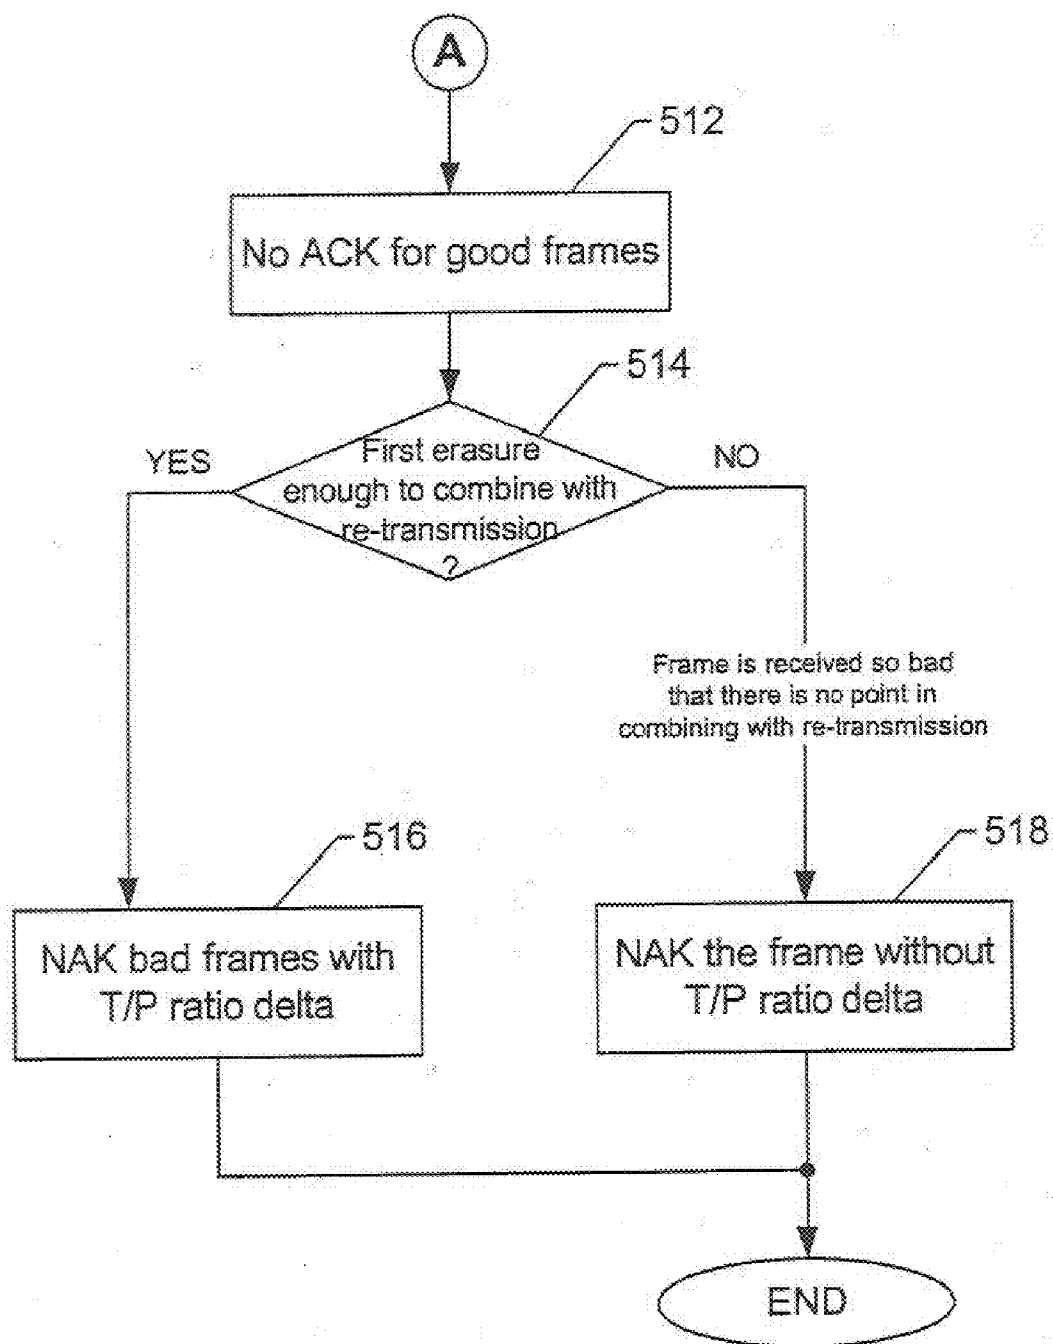 A
512
No ACK for good frames
514
YES
First erasure
enough to combine with
re-transmission
?
NO
Frame is received so bad
that there is no point in
combining with re-transmission
516
NAK bad frames with
T/P ratio delta
518
NAK the frame without
T/P ratio delta
END